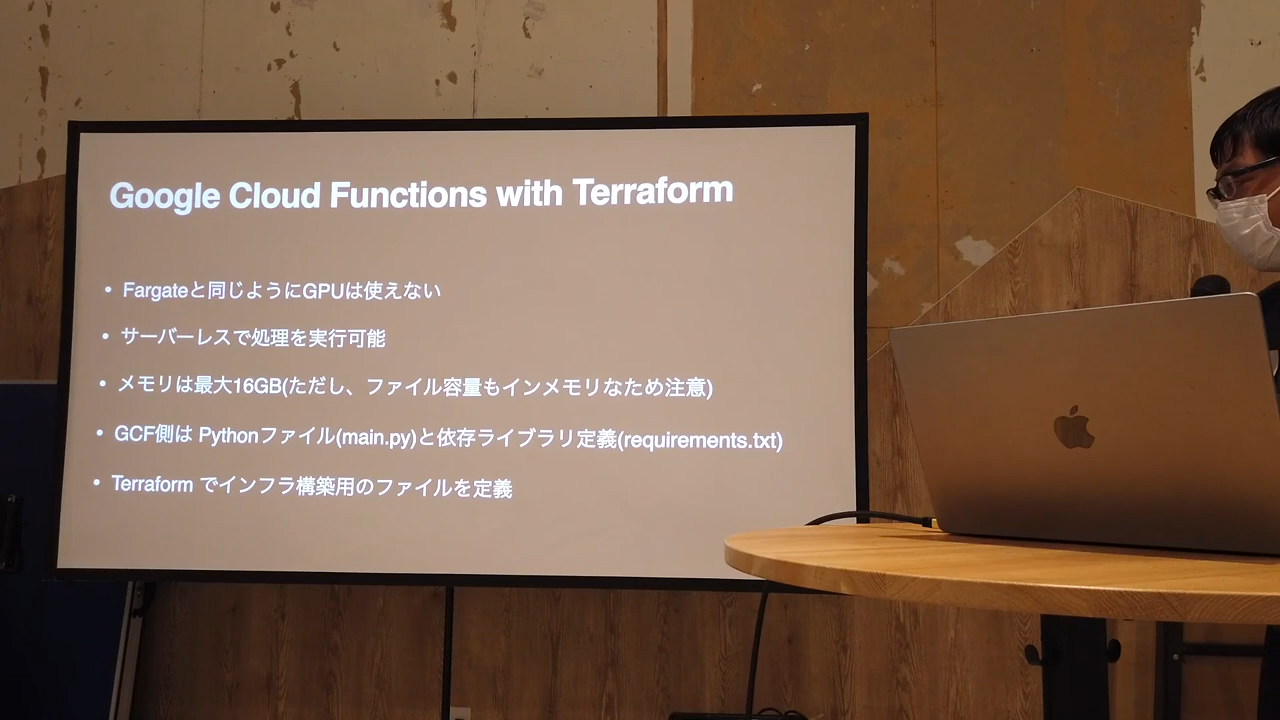 Google Cloud Functions with Terraform
• Fargateと同じようにGPUは使えない
• サーバーレスで処理を実行可能
• メモリは最大16GB(ただし、ファイル容量もインメモリなため注意)
• GCF側は Pythonファイル(main.py)と依存ライブラリ定義(requirements.txt)
• Terraform でインフラ構築用のファイルを定義